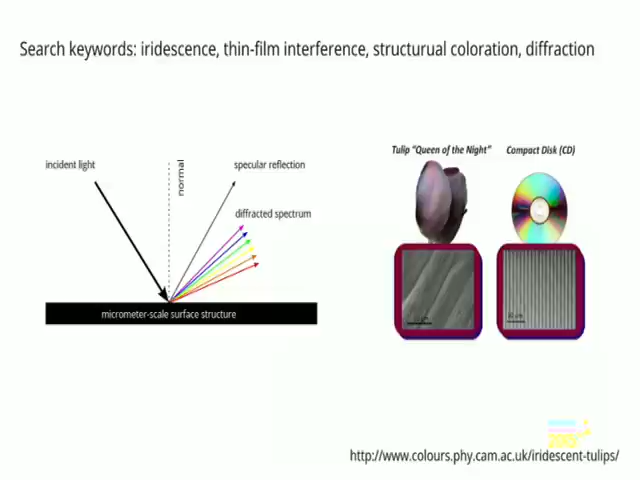 Search keywords: iridescence, thin-film interference, structurual coloration, diffraction
incident light
normal
specular reflection
diffracted spectrum
micrometer-scale surface structure
Tulip “Queen of the Night”
Compact Disk (CD)
http://www.colours.phy.cam.ac.uk/iridescent-tulips/